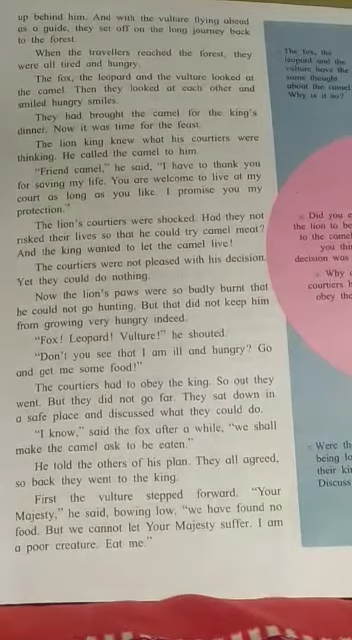 up behind him. And with the vulture flying ahead
as a guide, they set off on the long journey back
to the forest.
When the travellers reached the forest, they
were all tired and hungry.
The fox, the leopard and the vulture looked at
the camel. Then they looked at each other and
smiled hungry smiles.
They had brought the camel for the king's
dinner. Now it was time for the feast.
The lion king knew what his courtiers were
thinking. He called the camel to him.
"Friend camel," he said, "I have to thank you
for saving my life. You are welcome to live at my
court as long as you like. I promise you my
protection."
The lion's courtiers were shocked. Had they not
risked their lives so that he could try camel meat?
And the king wanted to let the camel live!
The courtiers were not pleased with his decision.
Yet they could do nothing.
Now the lion's paws were so badly burnt that
he could not go hunting. But that did not keep him
from growing very hungry indeed.
"Fox! Leopard! Vulture!" he shouted.
"Don't you see that I am ill and hungry? Go
and get me some food!"
The courtiers had to obey the king. So out they
went. But they did not go far. They sat down in
a safe place and discussed what they could do.
"I know," said the fox after a while, "we shall
make the camel ask to be eaten."
He told the others of his plan. They all agreed,
so back they went to the king.
First the vulture stepped forward. "Your
Majesty," he said, bowing low, "we have found no
food. But we cannot let Your Majesty suffer. I am
a poor creature. Eat me."
The fox, the
leopard and the
vulture have the
same thought
about the camel
Why is it so?
Did you
the lion to be
to the camel
you
decision was
Why
courtiers
obey the
Were
being
their
Discuss